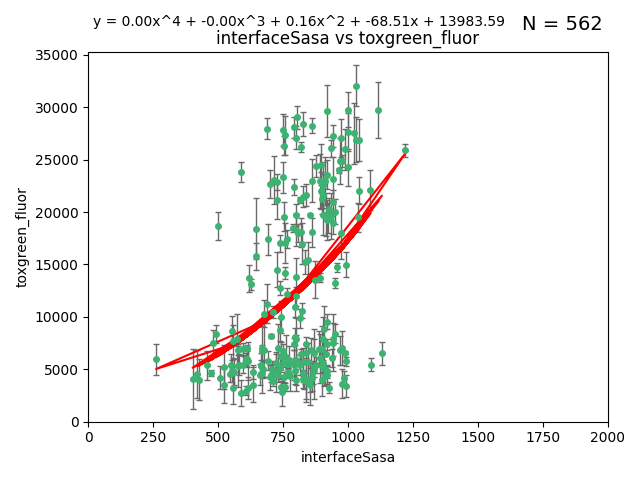 y = 0.00x^4 + -0.00x^3 + 0.16x^2 + -68.51x + 13983.59
N = 562
interfaceSasa vs toxgreen_fluor
35000
30000
25000
20000
15000
10000
5000
0
toxgreen_fluor
0 250 500 750 1000 1250 1500 1750 2000
interfaceSasa